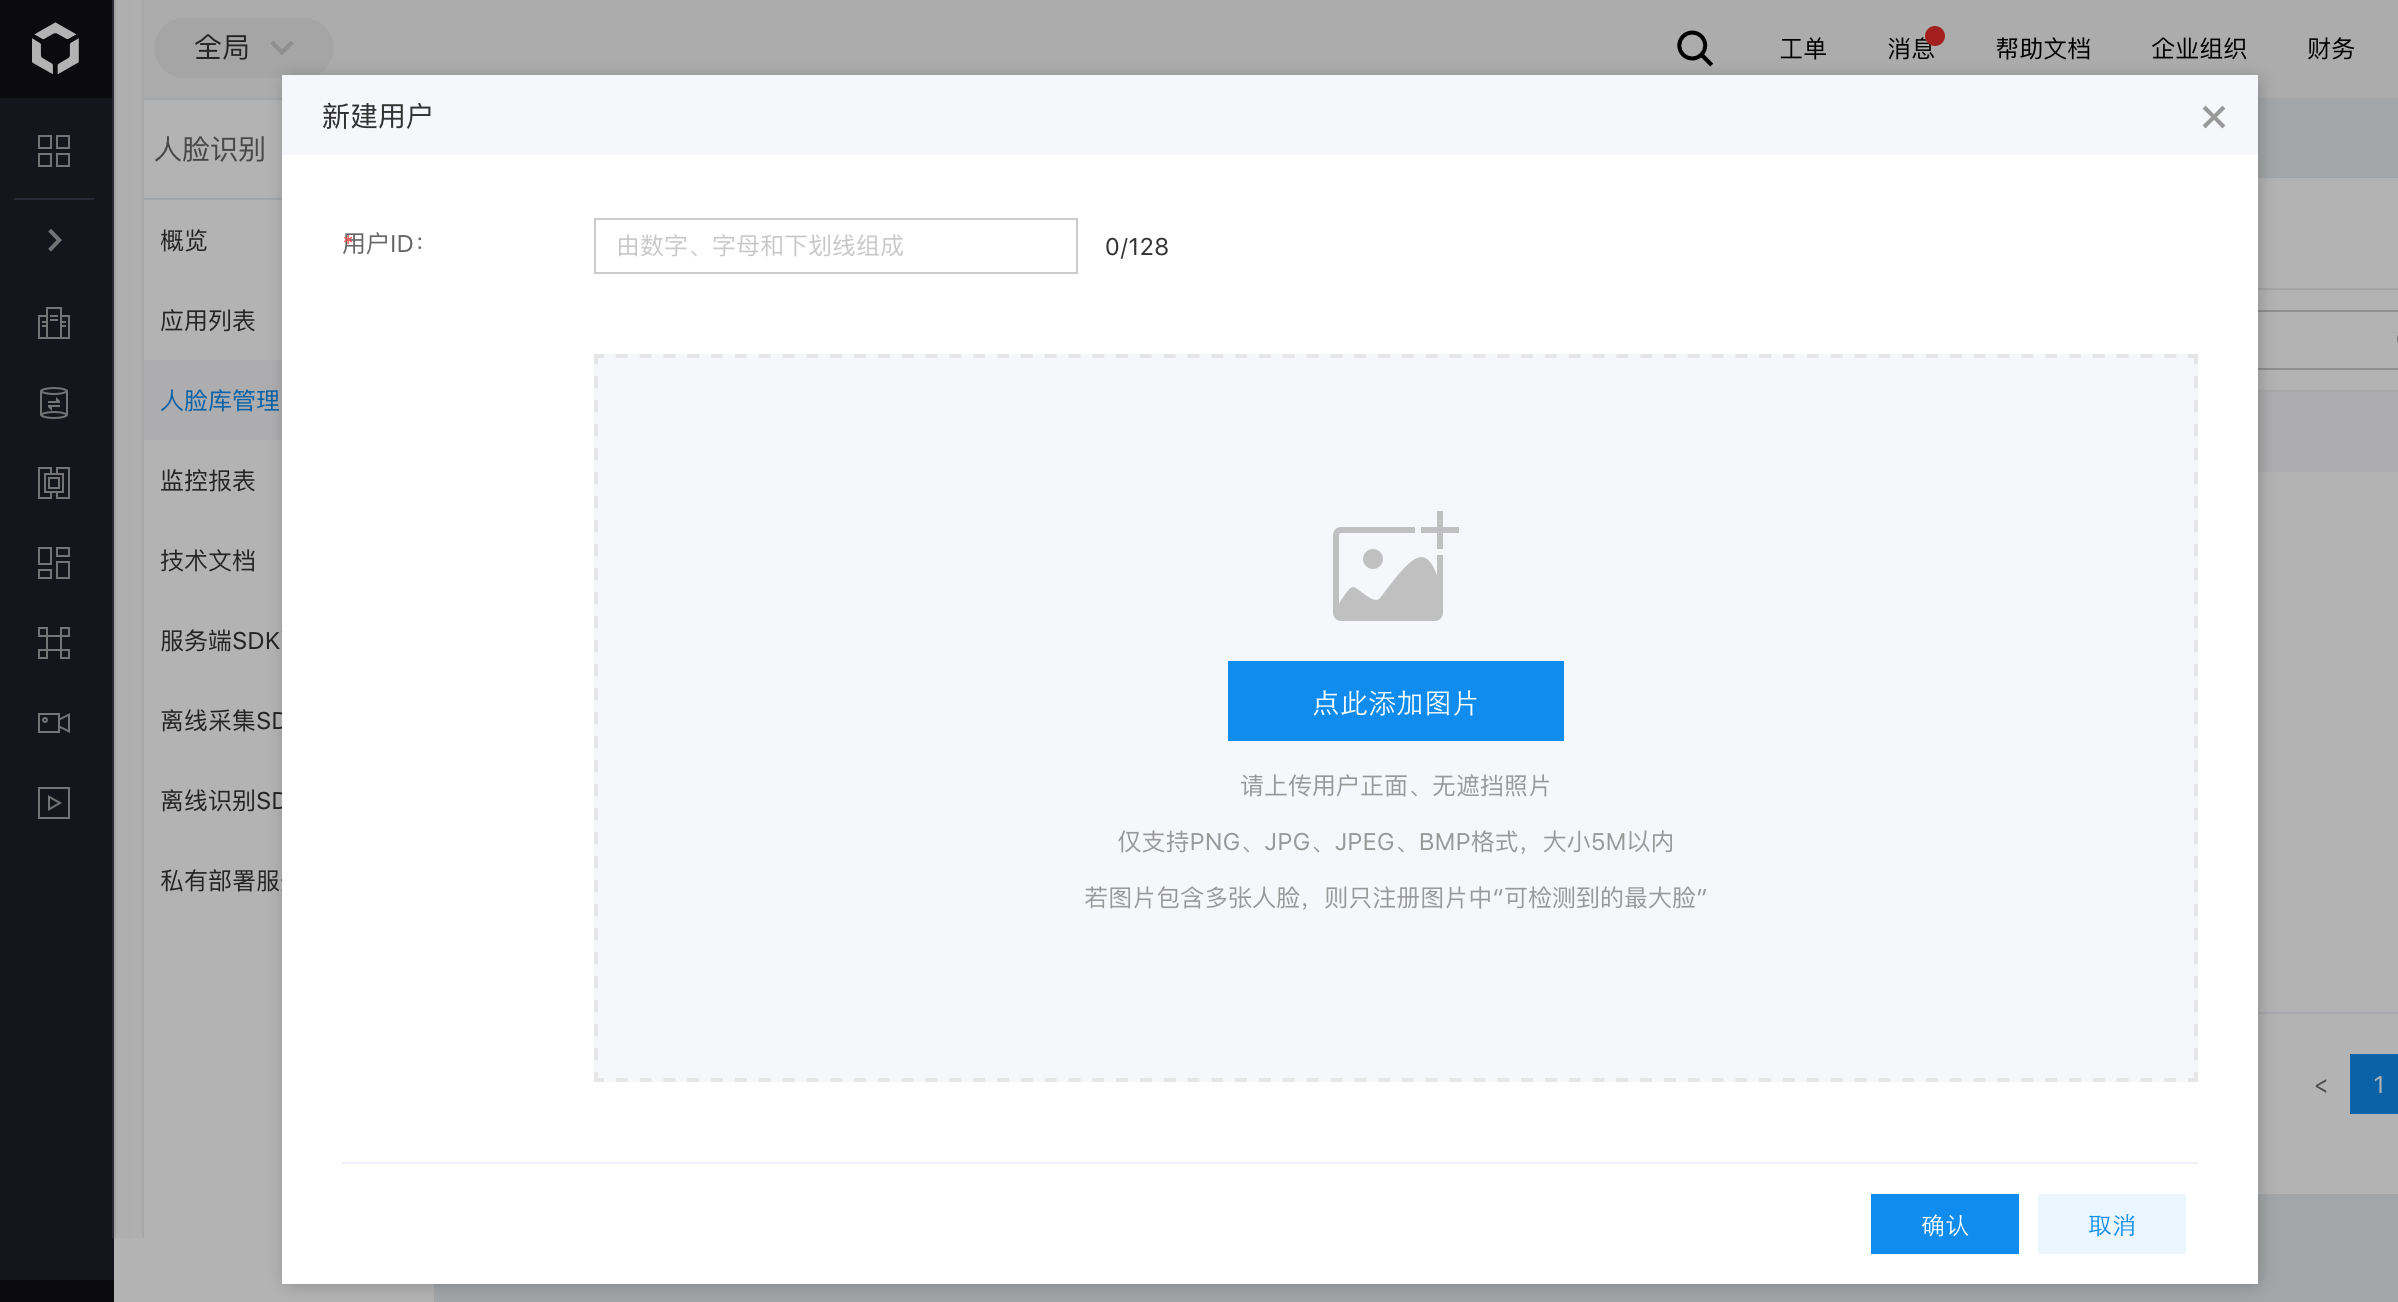 全局
工单
消息
帮助文档
企业组织
财务
人脸识别
概览
应用列表
人脸库管理
监控报表
技术文档
服务端SDK
离线采集SD
离线识别SD
私有部署服
新建用户
*用户ID：
由数字、字母和下划线组成
0/128
点此添加图片
请上传用户正面、无遮挡照片
仅支持PNG、JPG、JPEG、BMP格式，大小5M以内
若图片包含多张人脸，则只注册图片中“可检测到的最大脸”
< 1
确认
取消